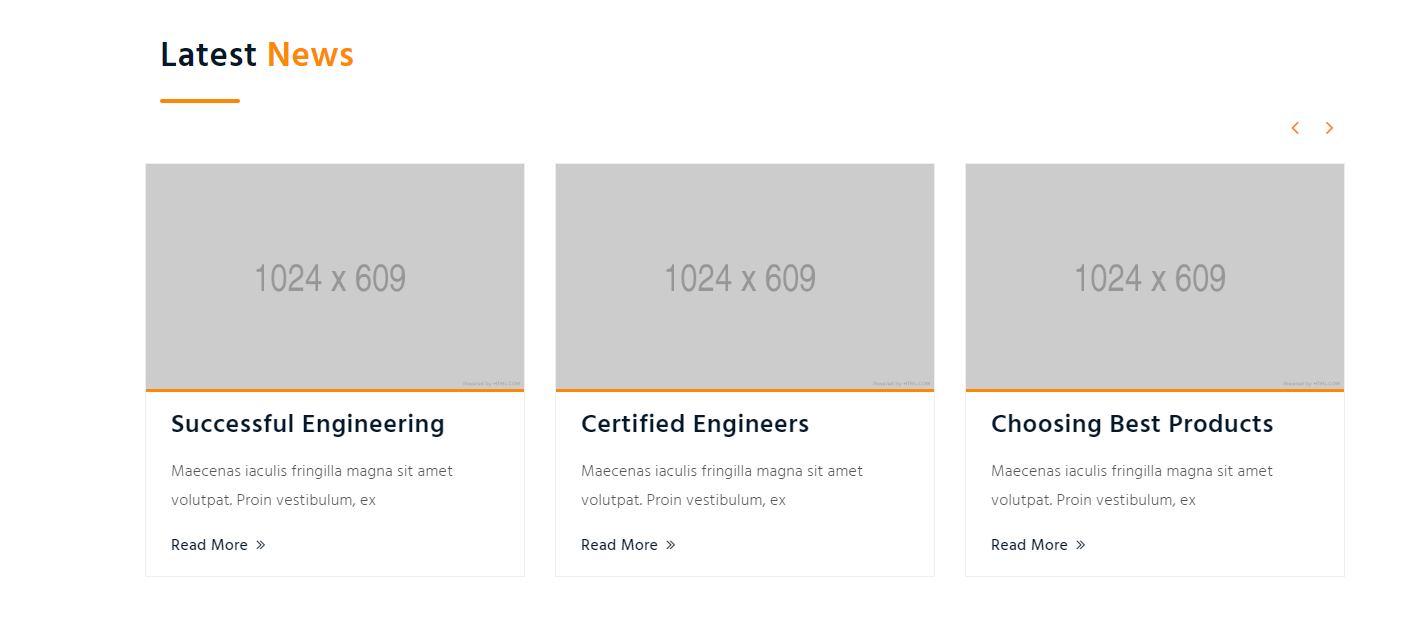 Latest News
1024 x 609
1024 x 609
1024 x 609
Powered by HTML.COM
Powered by HTML.COM
Powered by HTML.COM
Successful Engineering
Maecenas iaculis fringilla magna sit amet
volutpat. Proin vestibulum, ex
Read More »
Certified Engineers
Maecenas iaculis fringilla magna sit amet
volutpat. Proin vestibulum, ex
Read More »
Choosing Best Products
Maecenas iaculis fringilla magna sit amet
volutpat. Proin vestibulum, ex
Read More »